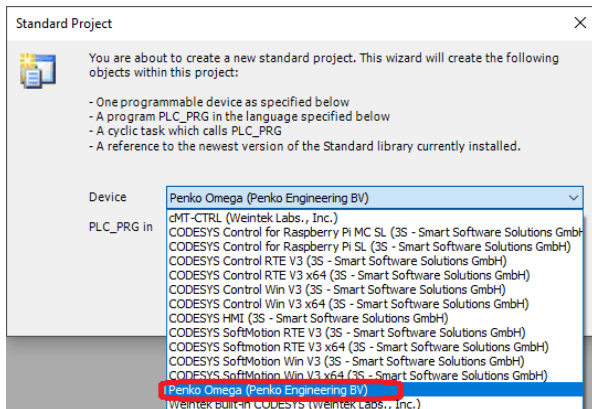 Standard Project
You are about to create a new standard project. This wizard will create the following
objects within this project:
- One programmable device as specified below
- A program PLC_PRG in the language specified below
- A cyclic task which calls PLC_PRG
- A reference to the newest version of the Standard library currently installed.
Device
Penko Omega (Penko Engineering BV)
PLC_PRG in
cMT-CTRL (Weintek Labs., Inc.)
CODESYS Control for Raspberry Pi MC SL (3S - Smart Software Solutions GmbH
CODESYS Control for Raspberry Pi SL (3S - Smart Software Solutions GmbH)
CODESYS Control RTE V3 (3S - Smart Software Solutions GmbH)
CODESYS Control RTE V3 x64 (3S - Smart Software Solutions GmbH)
CODESYS Control Win V3 (3S - Smart Software Solutions GmbH)
CODESYS Control Win V3 x64 (3S - Smart Software Solutions GmbH)
CODESYS HMI (3S - Smart Software Solutions GmbH)
CODESYS SoftMotion RTE V3 (3S - Smart Software Solutions GmbH)
CODESYS SoftMotion RTE V3 x64 (3S - Smart Software Solutions GmbH)
CODESYS SoftMotion Win V3 (3S - Smart Software Solutions GmbH)
CODESYS SoftMotion Win V3 x64 (3S - Smart Software Solutions GmbH)
Penko Omega (Penko Engineering BV)
Weintek Built-in CODESYS (Weintek Labs., Inc.)